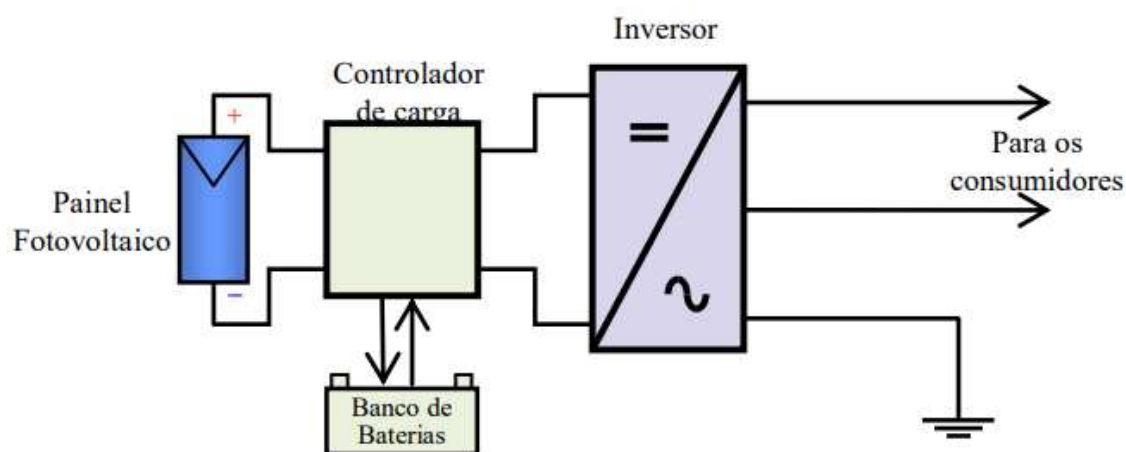 Inversor
Controlador
de carga
+
Para os
consumidores
Painel
Fotovoltaico
−
=
∿
Banco de
Baterias